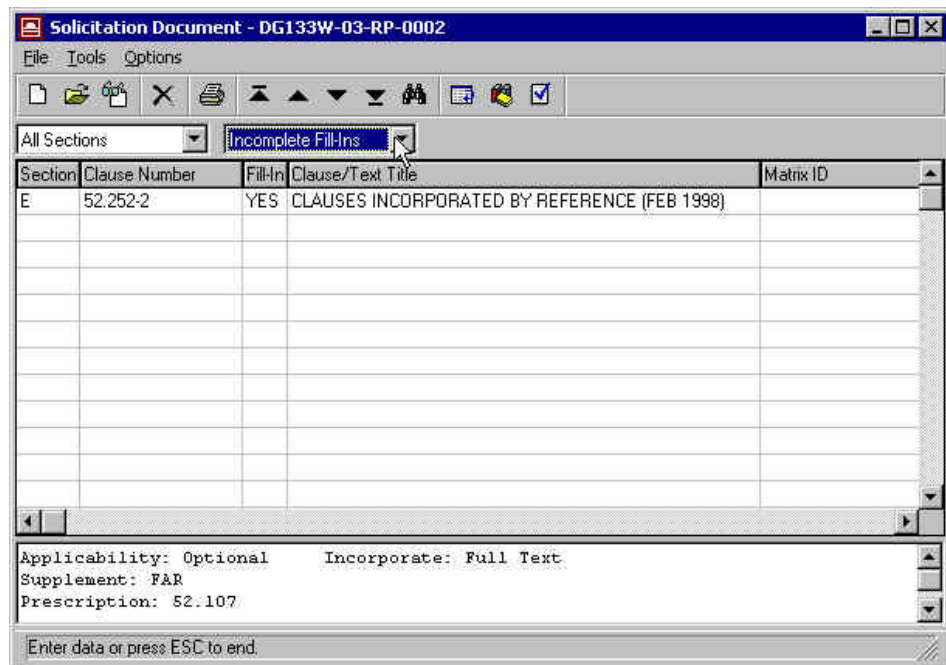 Solicitation Document - DG133W-03-RP-0002
File Tools Options
All Sections Incomplete Fill-Ins
Section Clause Number Fill-In Clause/Text Title Matrix ID
E 52.252-2 YES CLAUSES INCORPORATED BY REFERENCE (FEB 1998)
Applicability: Optional Incorporate: Full Text
Supplement: FAR
Prescription: 52.107
Enter data or press ESC to end.